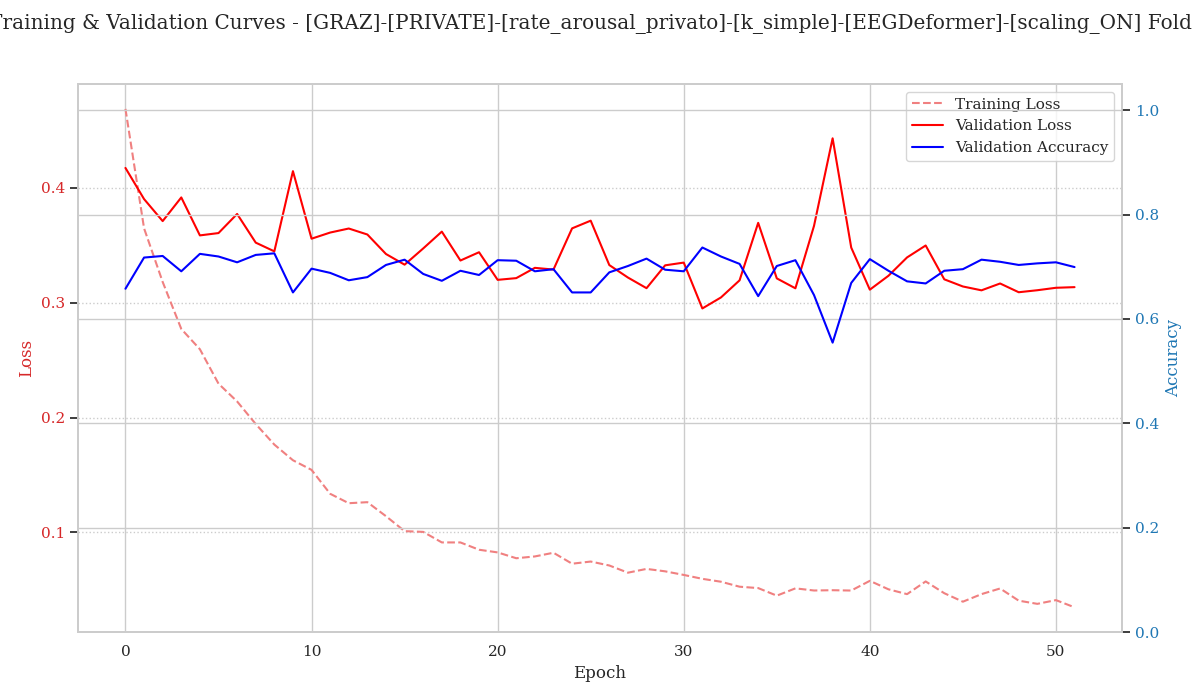 raining & Validation Curves - [GRAZ]-[PRIVATE]-[rate_arousal_privato]-[k_simple]-[EEGDeformer]-[scaling_ON] Fold
Training Loss
Validation Loss
Validation Accuracy
0.4
0.3
0.2
0.1
Loss
1.0
0.8
0.6
0.4
0.2
0.0
Accuracy
0
10
20
30
40
50
Epoch